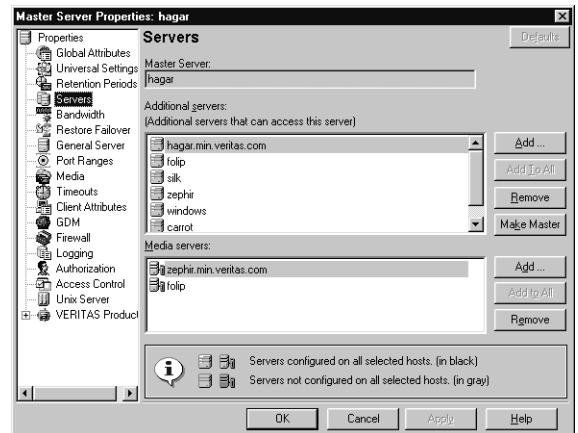 Master Server Properties: hagar
Properties
Global Attributes
Universal Settings
Retention Periods
Servers
Bandwidth
Restore Failover
General Server
Port Ranges
Media
Timeouts
Client Attributes
GDM
Firewall
Logging
Authorization
Access Control
Unix Server
VERITAS Product
Servers
Defaults
Master Server:
hagar
Additional servers:
(Additional servers that can access this server)
hagar.min.veritas.com
folip
silk
zephir
windows
carrot
Add ...
Add To All
Remove
Make Master
Media servers:
zephir.min.veritas.com
folip
Add ...
Add to All
Remove
Servers configured on all selected hosts. (in black)
Servers not configured on all selected hosts. (in gray)
OK
Cancel
Apply
Help